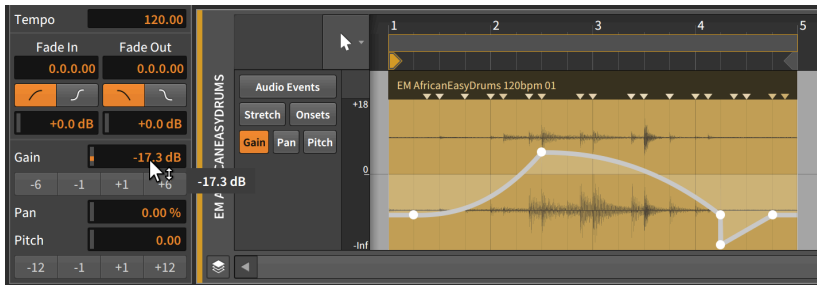 Tempo 120.00
Fade In Fade Out
0.0.0.00 0.0.0.00
+0.0 dB +0.0 dB
Gain -17.3 dB
-6 -1 +1 +6
-17.3 dB
Pan 0.00 %
Pitch 0.00
-12 -1 +1 +12
EM AFRICANEASYDRUMS
Audio Events
Stretch Onsets
Gain Pan Pitch
1 2 3 4 5
EM AfricanEasyDrums 120bpm 01
+18
0
-Inf